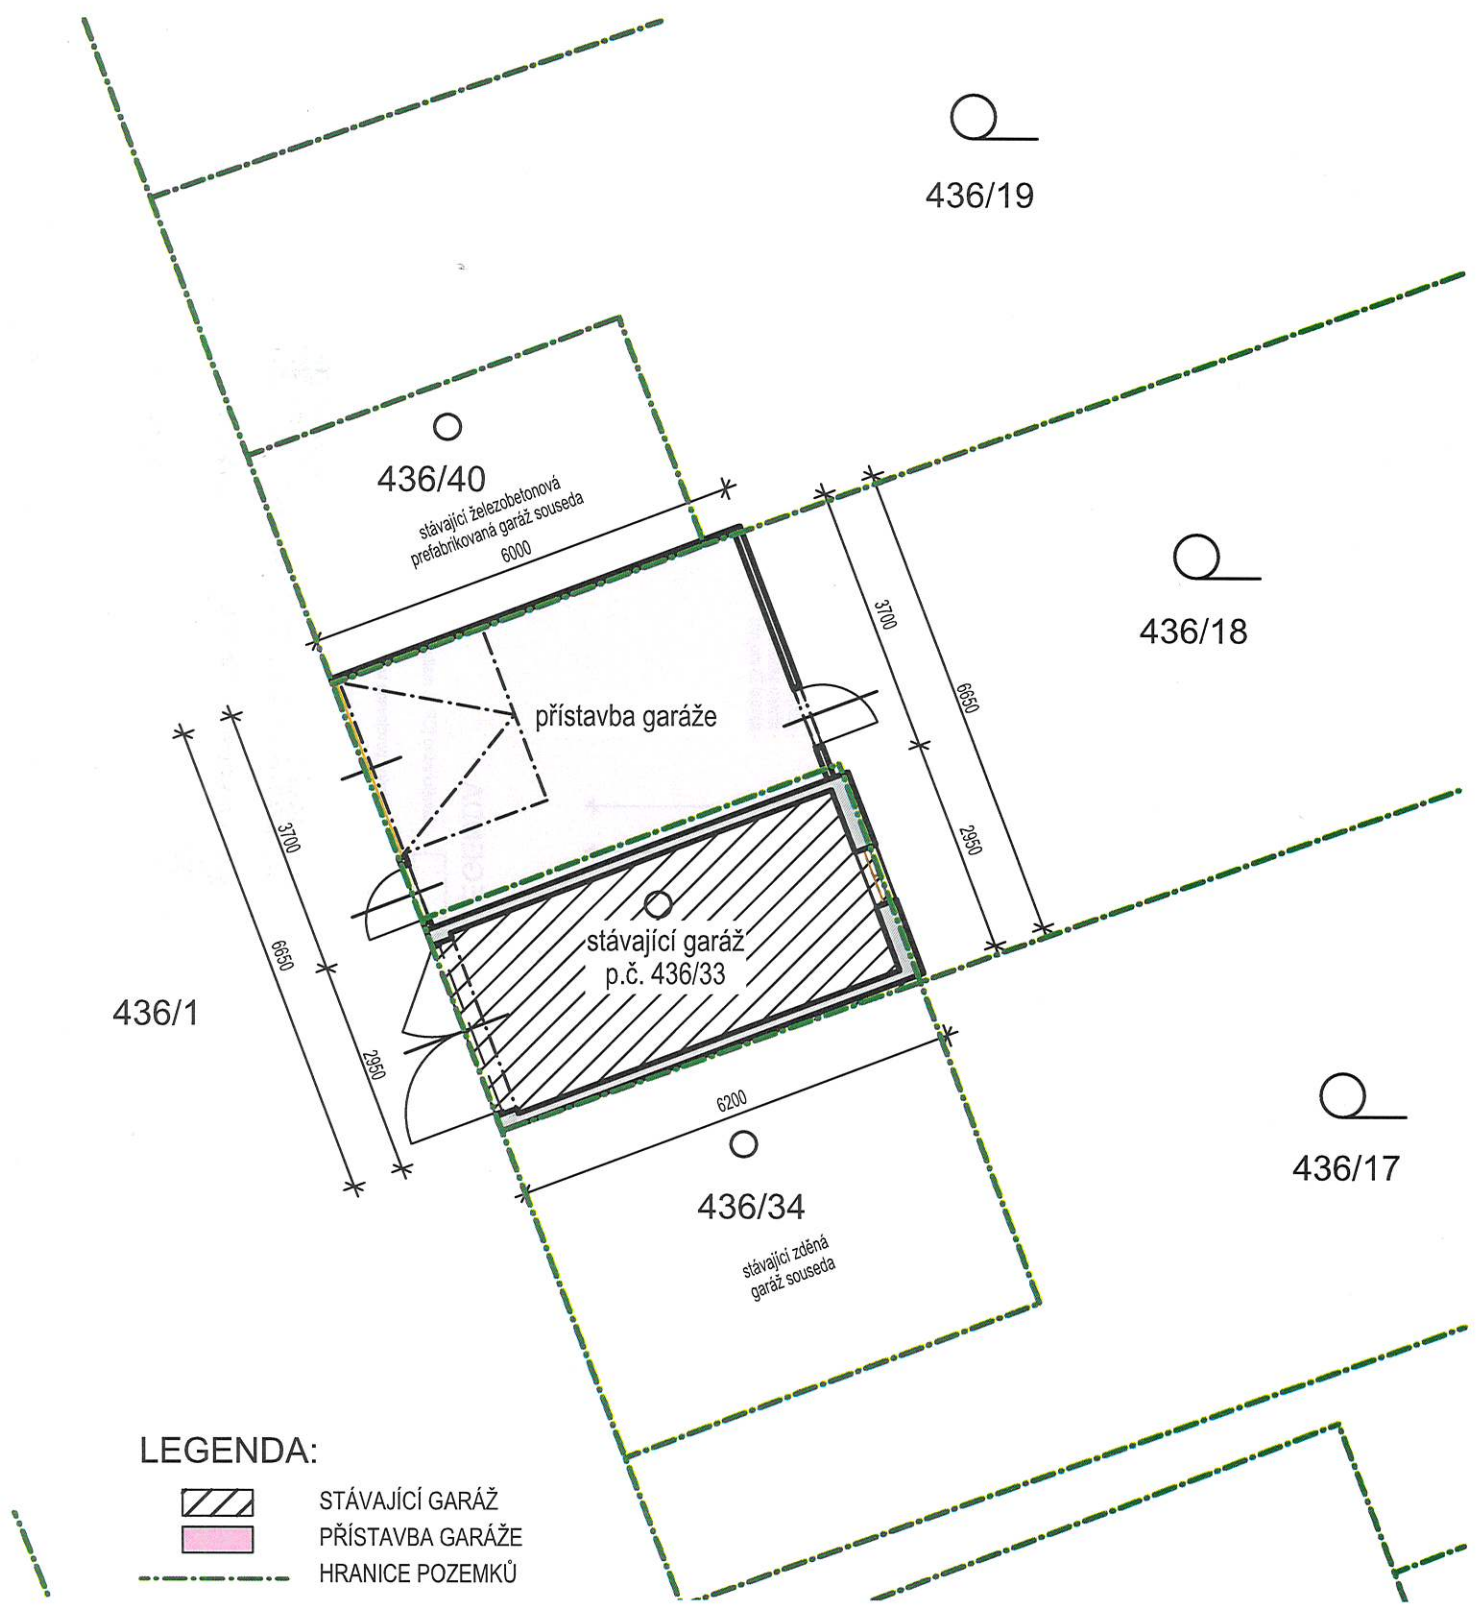 436/19
436/40
stávající železobetonová
prefabrikovaná garáž souseda
6000
436/18
3700
6650
2950
přístavba garáže
3700
6650
2950
436/1
stávající garáž
p.č. 436/33
6200
436/34
stávající zděná
garáž souseda
436/17
LEGENDA:
STÁVAJÍCÍ GARÁŽ
PŘÍSTAVBA GARÁŽE
HRANICE POZEMKŮ